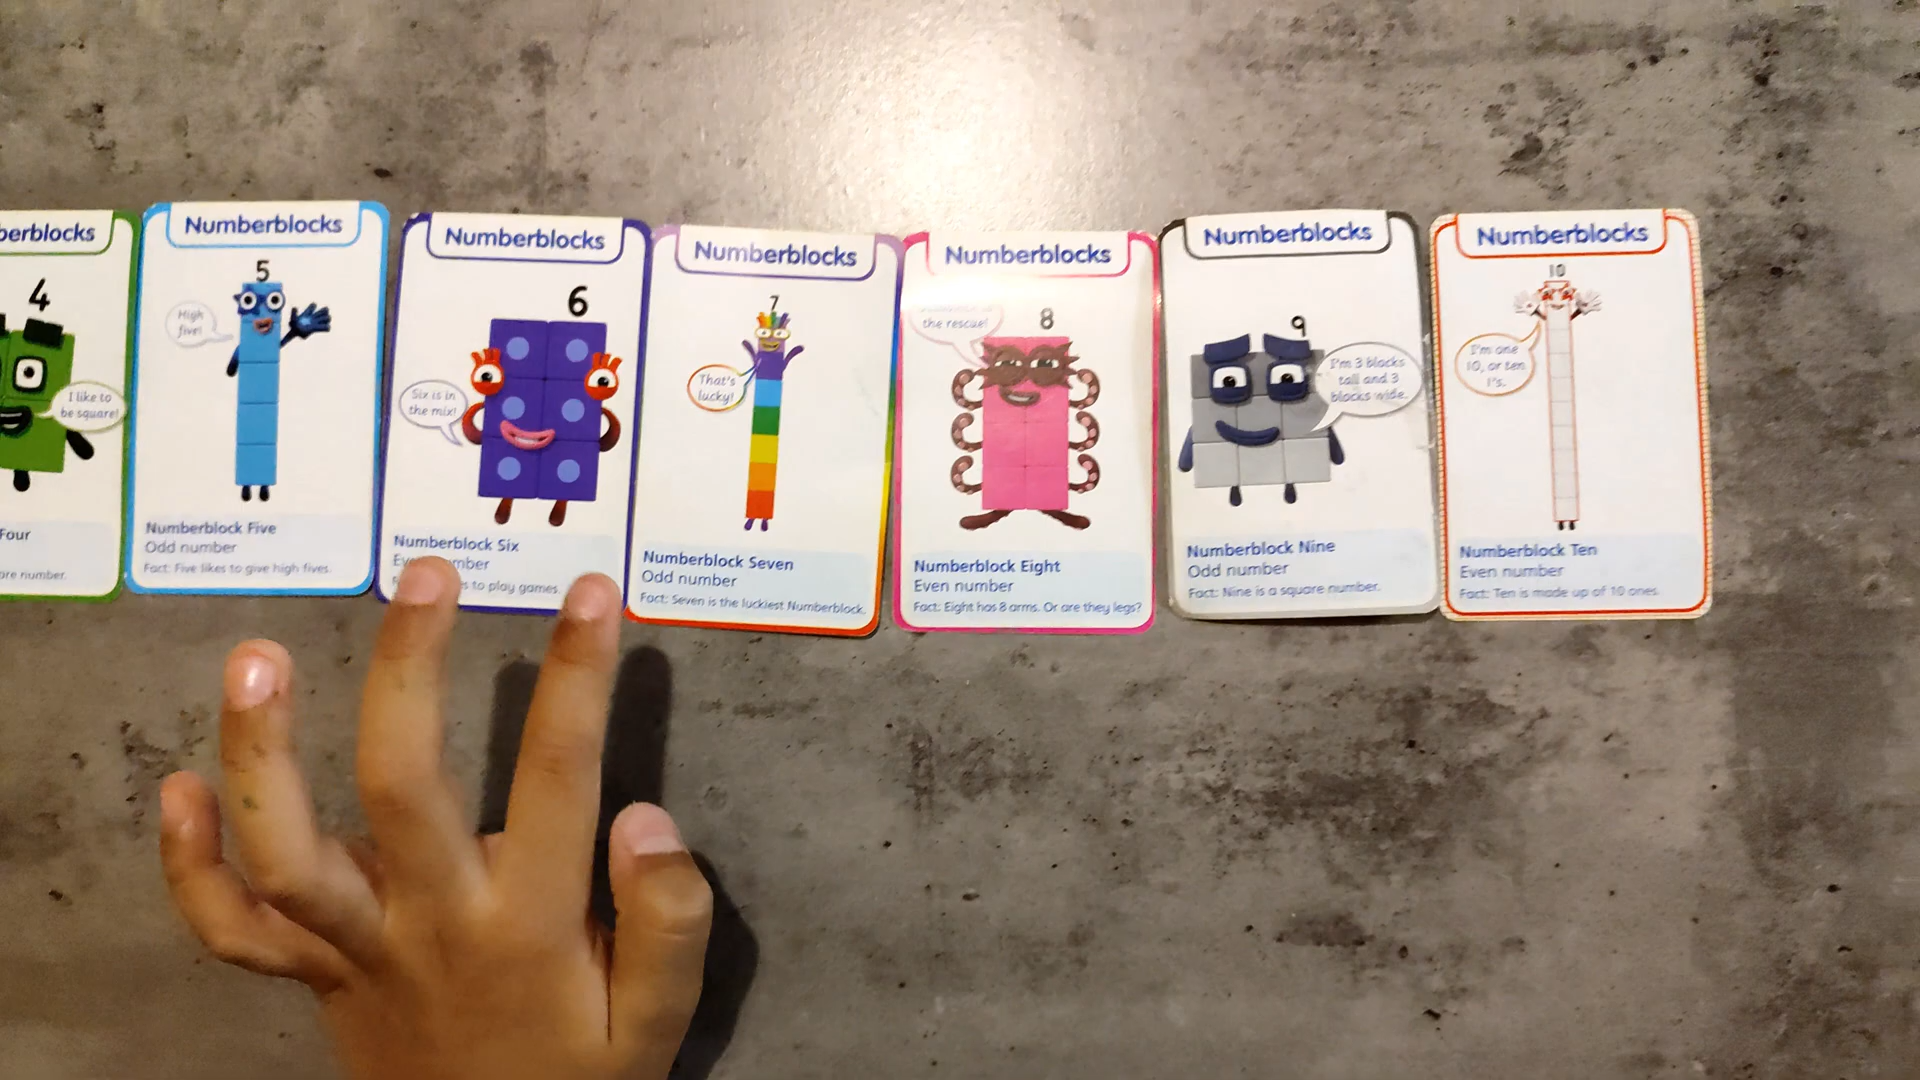 berblocks
4
I like to
be square!
Four
are number.
Numberblocks
5
High
five!
Numberblock Five
Odd number
Fact: Five likes to give high fives.
Numberblocks
6
Six is in
the mix!
Numberblock Six
to play games.
Numberblocks
7
That's
lucky!
Numberblock Seven
Odd number
Fact: Seven is the luckiest Numberblock.
Numberblocks
8
the rescue!
Numberblock Eight
Even number
Fact: Eight has 8 arms. Or are they legs?
Numberblocks
9
I'm 3 blocks
tall and 3
blocks wide.
Numberblock Nine
Odd number
Fact: Nine is a square number.
Numberblocks
10
I'm one
10, or ten
1's.
Numberblock Ten
Even number
Fact: Ten is made up of 10 ones.